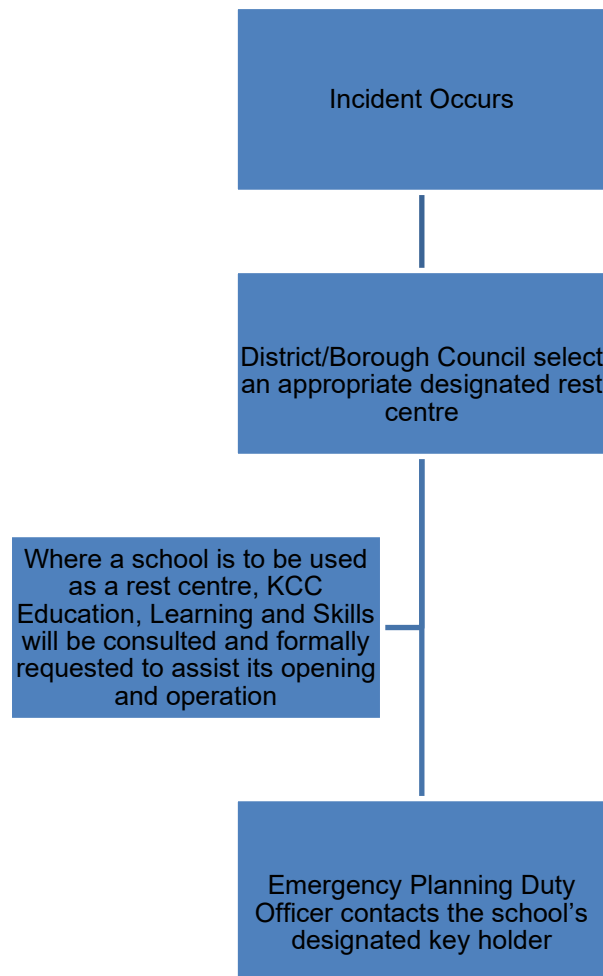 Incident Occurs
District/Borough Council select
an appropriate designated rest
centre
Where a school is to be used
as a rest centre, KCC
Education, Learning and Skills
will be consulted and formally
requested to assist its opening
and operation
Emergency Planning Duty
Officer contacts the school’s
designated key holder